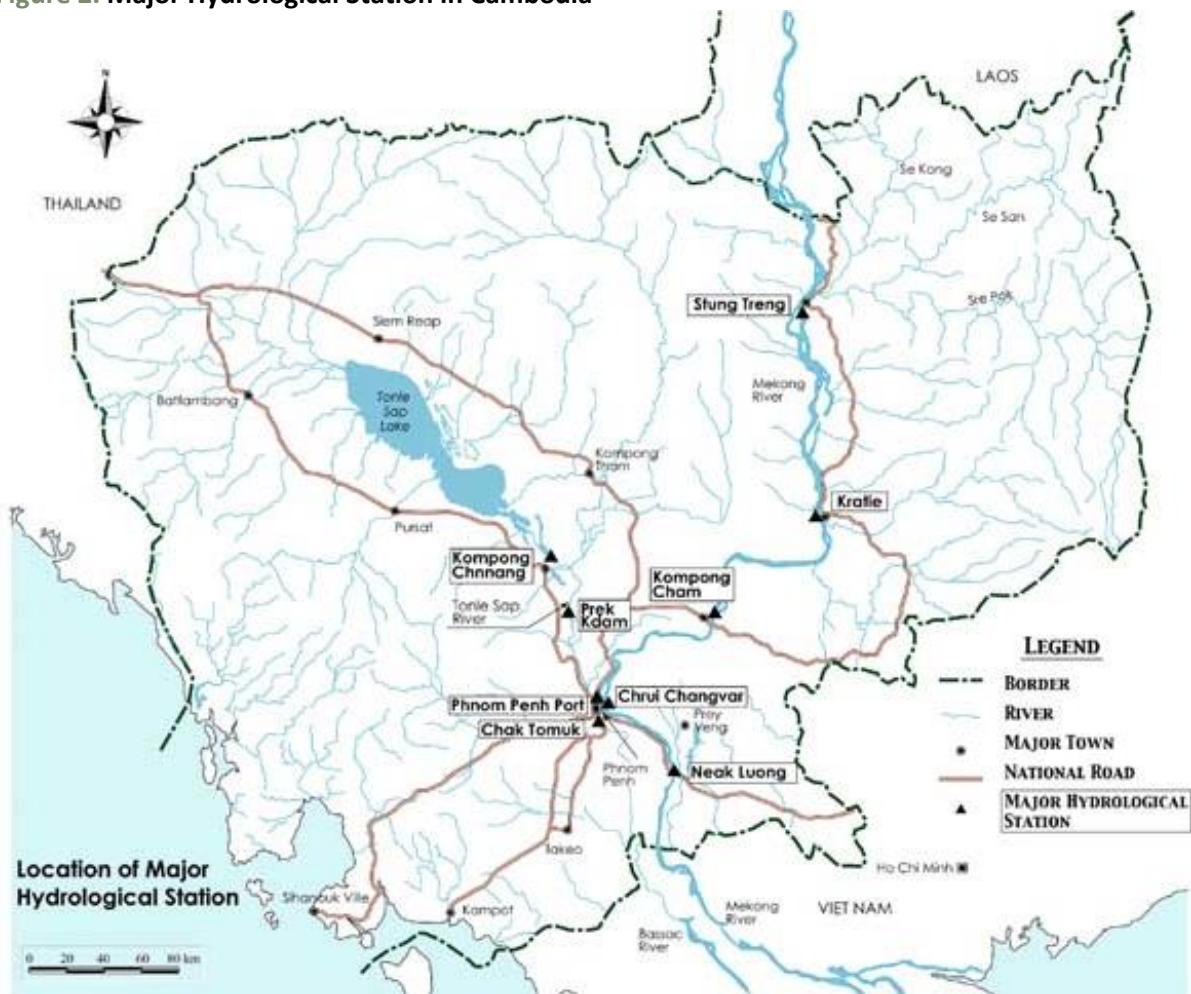 Figure 2: Major Hydrological Station in Cambodia
N
LAOS
THAILAND
Se Kong
Se San
Sre Pok
Stung Treng
Siem Reap
Mekong
River
Battambang
Tonle
Sap
Lake
Kompong
Tham
Kratie
Pursat
Kompong
Chnnang
Kompong
Cham
Tonle Sap
River
Prek
Kdam
Phnom Penh Port
Chrui Changvar
Chak Tomuk
Prey
Veng
Phnom
Penh
Neak Luong
Takeo
Ho Chi Minh
Sihanouk Ville
Kampot
Mekong
River
VIET NAM
Bassac
River
LEGEND
BORDER
RIVER
MAJOR TOWN
NATIONAL ROAD
MAJOR HYDROLOGICAL
STATION
Location of Major
Hydrological Station
0 20 40 60 80 km